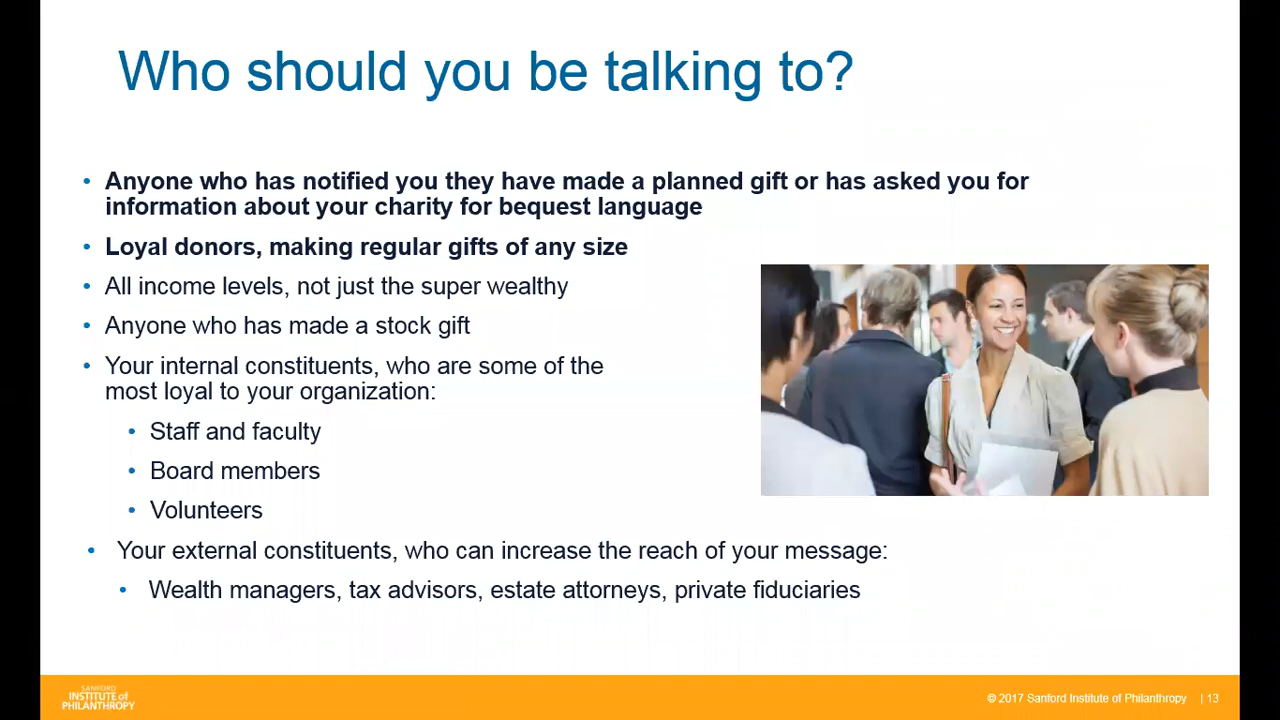 Who should you be talking to?
• Anyone who has notified you they have made a planned gift or has asked you for
information about your charity for bequest language
• Loyal donors, making regular gifts of any size
• All income levels, not just the super wealthy
• Anyone who has made a stock gift
• Your internal constituents, who are some of the
most loyal to your organization:
• Staff and faculty
• Board members
• Volunteers
• Your external constituents, who can increase the reach of your message:
• Wealth managers, tax advisors, estate attorneys, private fiduciaries
SANFORD
INSTITUTE of
PHILANTHROPY
© 2017 Sanford Institute of Philanthropy | 13